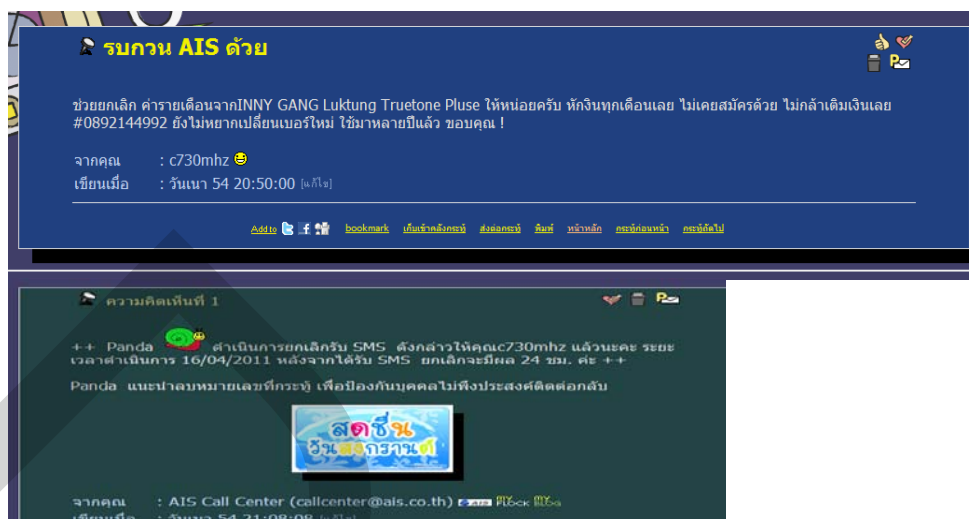 รบกวน AIS ด้วย
ช่วยยกเลิก ค่ารายเดือนจากINNY GANG Luktung Truetone Pluse ให้หน่อยครับ หักงินทุกเดือนเลย ไม่เคยสมัครด้วย ไม่กล้าเติมเงินเลย
#0892144992 ยังไม่หยากเปลี่ยนเบอร์ใหม่ ใช้มาหลายปีแล้ว ขอบคุณ !
จากคุณ : c730mhz
เขียนเมื่อ : วันเนา 54 20:50:00 [แก้ไข]
Add to bookmark เก็บเข้าคลังกระทู้ ส่งต่อกระทู้ พิมพ์ หน้าหลัก กระทู้ก่อนหน้า กระทู้ถัดไป
ความคิดเห็นที่ 1
++ Panda ดำเนินการยกเลิกรับ SMS ดังกล่าวให้คุณc730mhz แล้วนะคะ ระยะ
เวลาดำเนินการ 16/04/2011 หลังจากได้รับ SMS ยกเลิกจะมีผล 24 ชม. ค่ะ ++
Panda แนะนำลบหมายเลขที่กระทู้ เพื่อป้องกันบุคคลไม่พึงประสงค์ติดต่อกลับ
สดชื่น
วันสงกรานต์
จากคุณ : AIS Call Center (callcenter@ais.co.th)
เขียนเมื่อ : วันเนา 54 21:08:08